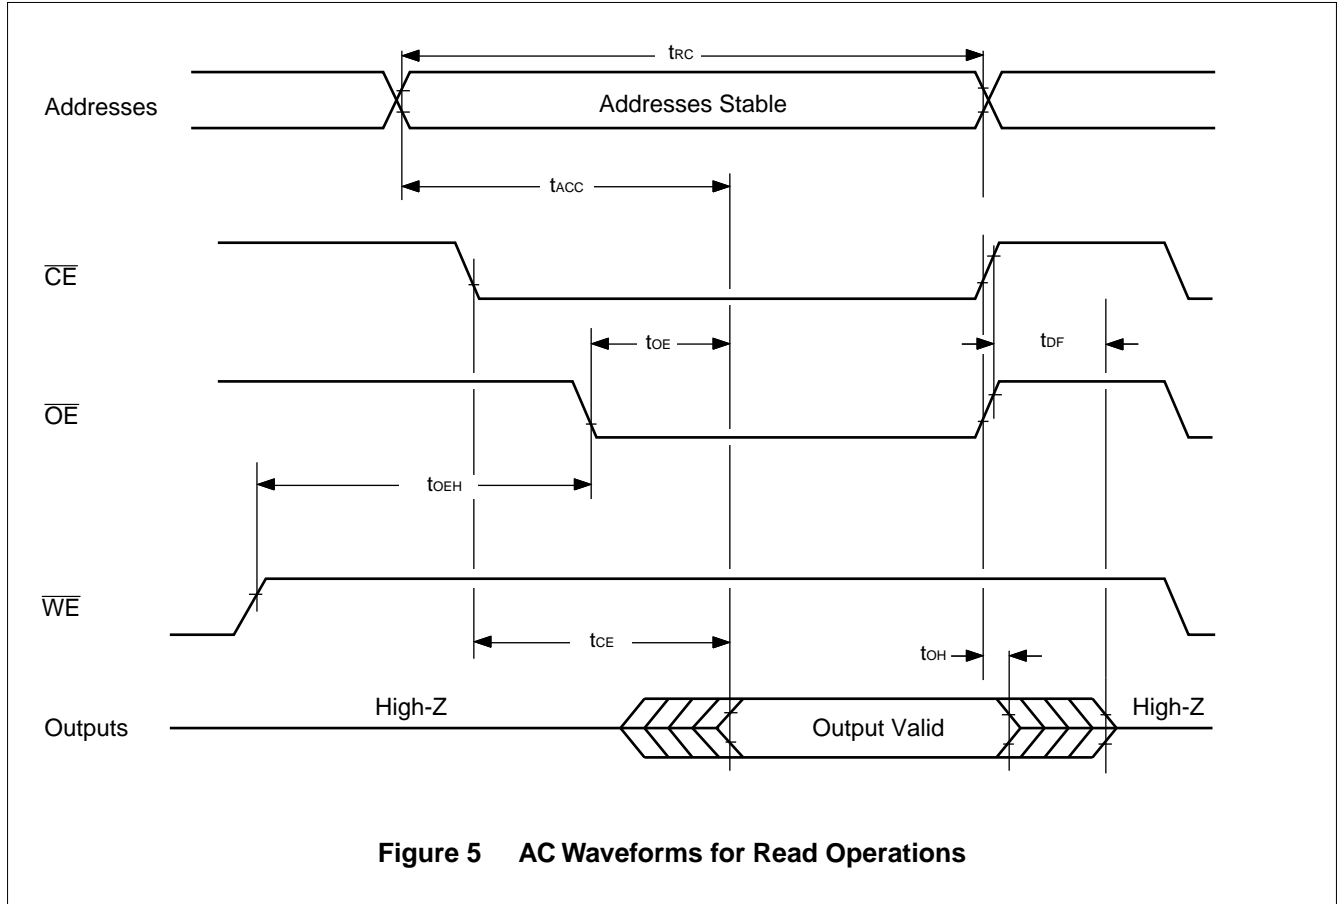 tRC
Addresses
Addresses Stable
tACC
CE
tOE
tDF
OE
tOEH
WE
tCE
tOH
High-Z
High-Z
Outputs
Output Valid
Figure 5 AC Waveforms for Read Operations